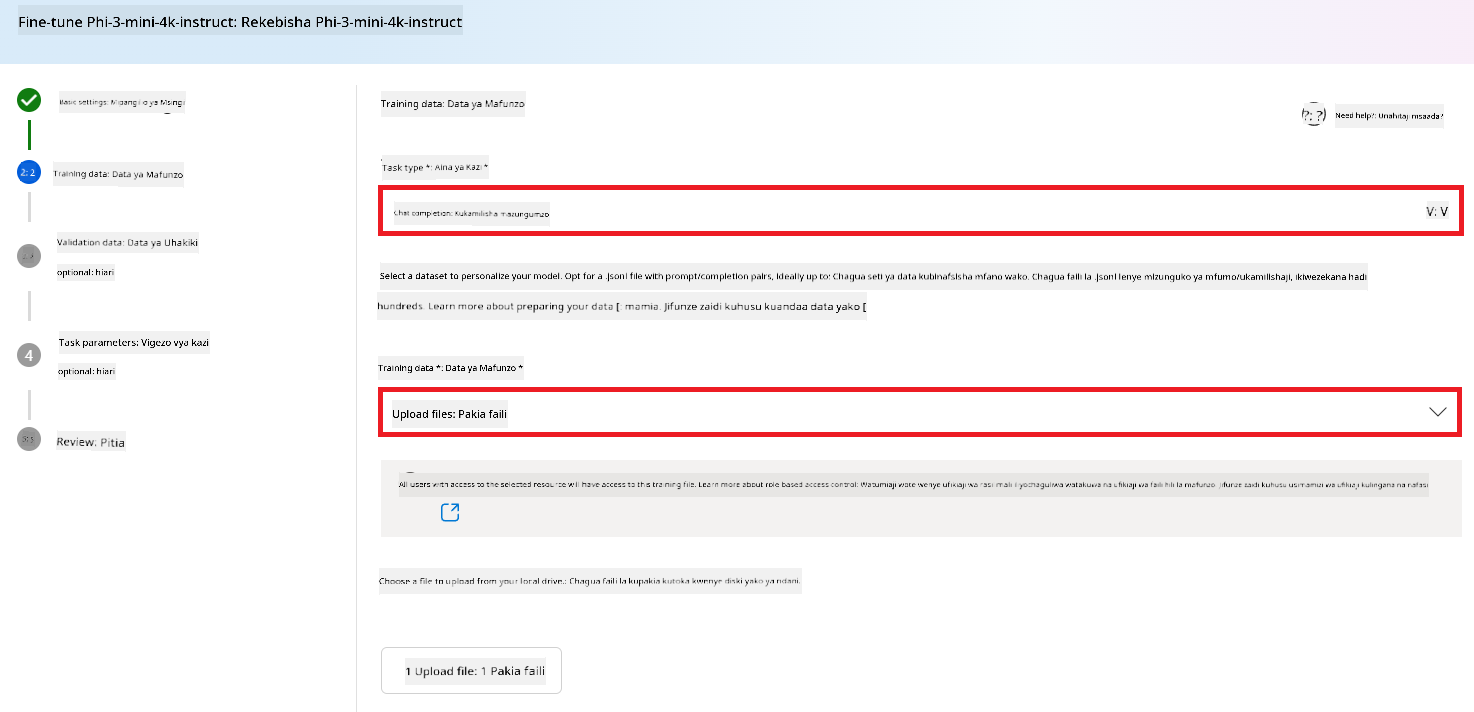 Fine-tune Phi-3-mini-4k-instruct: Rekebisha Phi-3-mini-4k-instruct
Basic settings: Mipangilio ya Msingi
2: 2
Training data: Data ya Mafunzo
Validation data: Data ya Uhakiki
optional: hiari
4
Task parameters: Vigezo vya kazi
optional: hiari
Review: Pitia
Training data: Data ya Mafunzo
?: ?
Need help?: Unahitaji msaada?
Task type *: Aina ya Kazi *
Chat completion: Kukamilisha mazungumzo
V: V
Select a dataset to personalize your model. Opt for a .jsonl file with prompt/completion pairs, ideally up to: Chagua seti ya data kubinafsisha mfano wako. Chagua faili la .jsonl lenye mizunguko ya mfumo/ukamilishaji, ikiwezekana hadi
hundreds. Learn more about preparing your data [: mamia. Jifunze zaidi kuhusu kuandaa data yako [
Training data *: Data ya Mafunzo *
Upload files: Pakia faili
All users with access to the selected resource will have access to this training file. Learn more about role based access control: Watumiaji wote wenye ufikiaji wa rasilimali iliyochaguliwa watakuwa na ufikiaji wa faili hili la mafunzo. Jifunze zaidi kuhusu usimamizi wa ufikiaji kulingana na nafasi
Choose a file to upload from your local drive.: Chagua faili la kupakia kutoka kwenye diski yako ya ndani.
1 Upload file: 1 Pakia faili